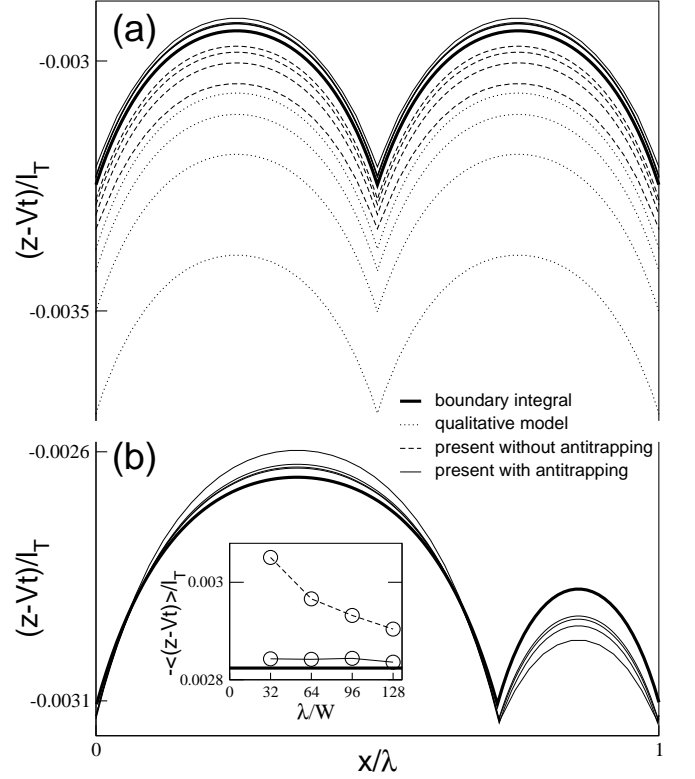 (a)
-0.003
(z-Vt)/l_T
-0.0035
boundary integral
qualitative model
present without antitrapping
present with antitrapping
(b)
-0.0026
(z-Vt)/l_T
-0.0031
-<(z-Vt)>/l_T
0.003
0.0028
0 32 64 96 128
λ/W
0 1
x/λ